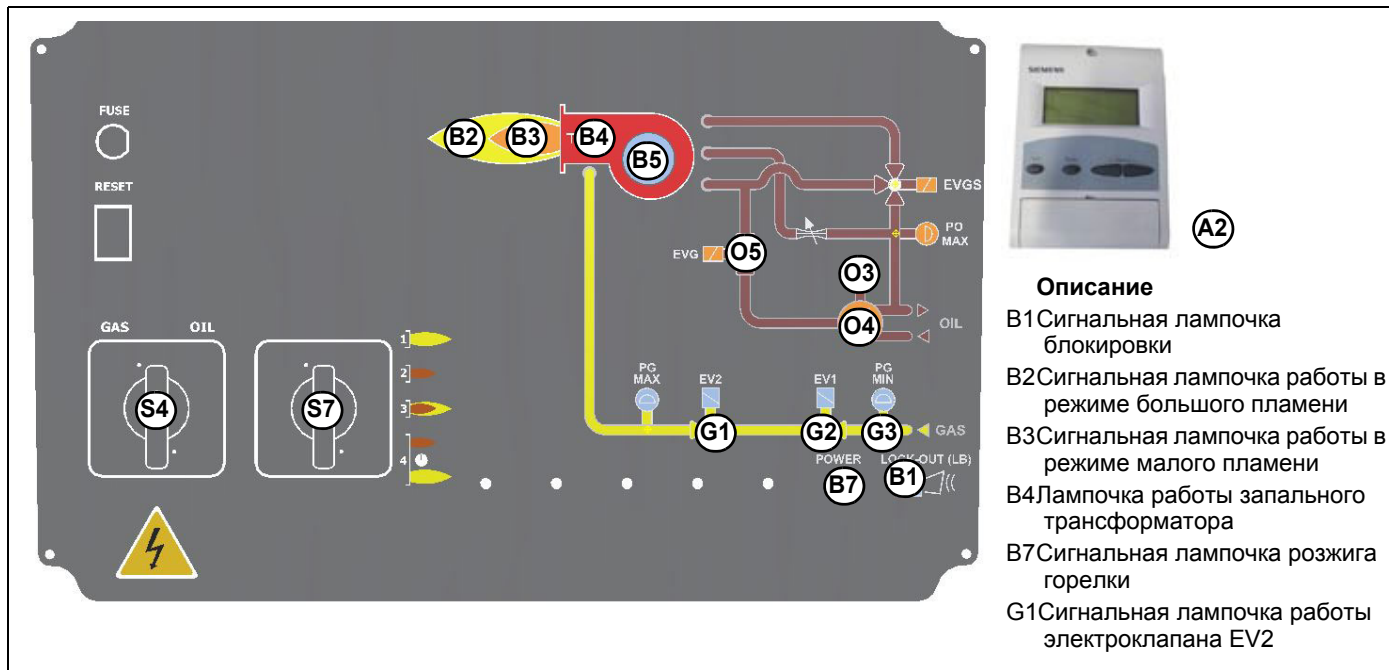 FUSE
RESET
GAS OIL
S4
S7
1
2
3
4
B2
B3
B4
B5
EVGS
PO
MAX
EVG
O5
O3
O4
OIL
PG
MAX
EV2
EV1
PG
MIN
G1
G2
G3
GAS
POWER
LOCK-OUT (LB)
B7
B1
SIEMENS
A2
Описание
B1Сигнальная лампочка
блокировки
B2Сигнальная лампочка работы в
режиме большого пламени
B3Сигнальная лампочка работы в
режиме малого пламени
B4Лампочка работы запального
трансформатора
B7Сигнальная лампочка розжига
горелки
G1Сигнальная лампочка работы
электроклапана EV2